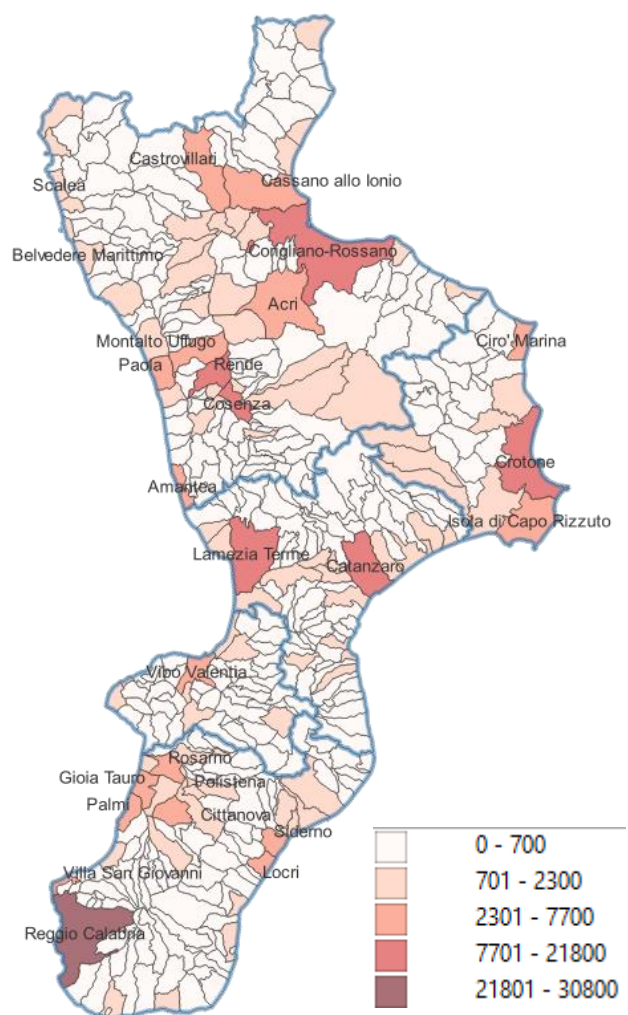 Castrovillari
Scalea
Cassano allo Ionio
Belvedere Marittimo
Corigliano-Rossano
Acri
Montalto Uffugo
Ciro' Marina
Paola
Rende
Cosenza
Crotone
Amantea
Isola di Capo Rizzuto
Lamezia Terme
Catanzaro
Vibo Valentia
Rosarno
Gioia Tauro
Polistena
Palmi
Cittanova
Siderno
Villa San Giovanni
Locri
Reggio Calabria
0 - 700
701 - 2300
2301 - 7700
7701 - 21800
21801 - 30800